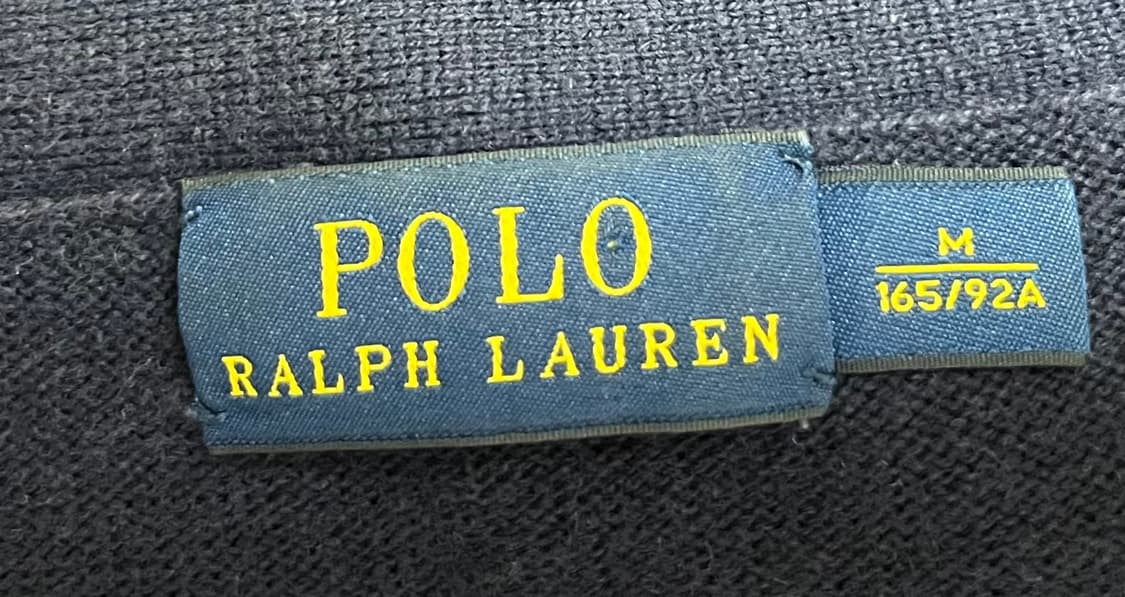 POLO
RALPH LAUREN
M
165/92A